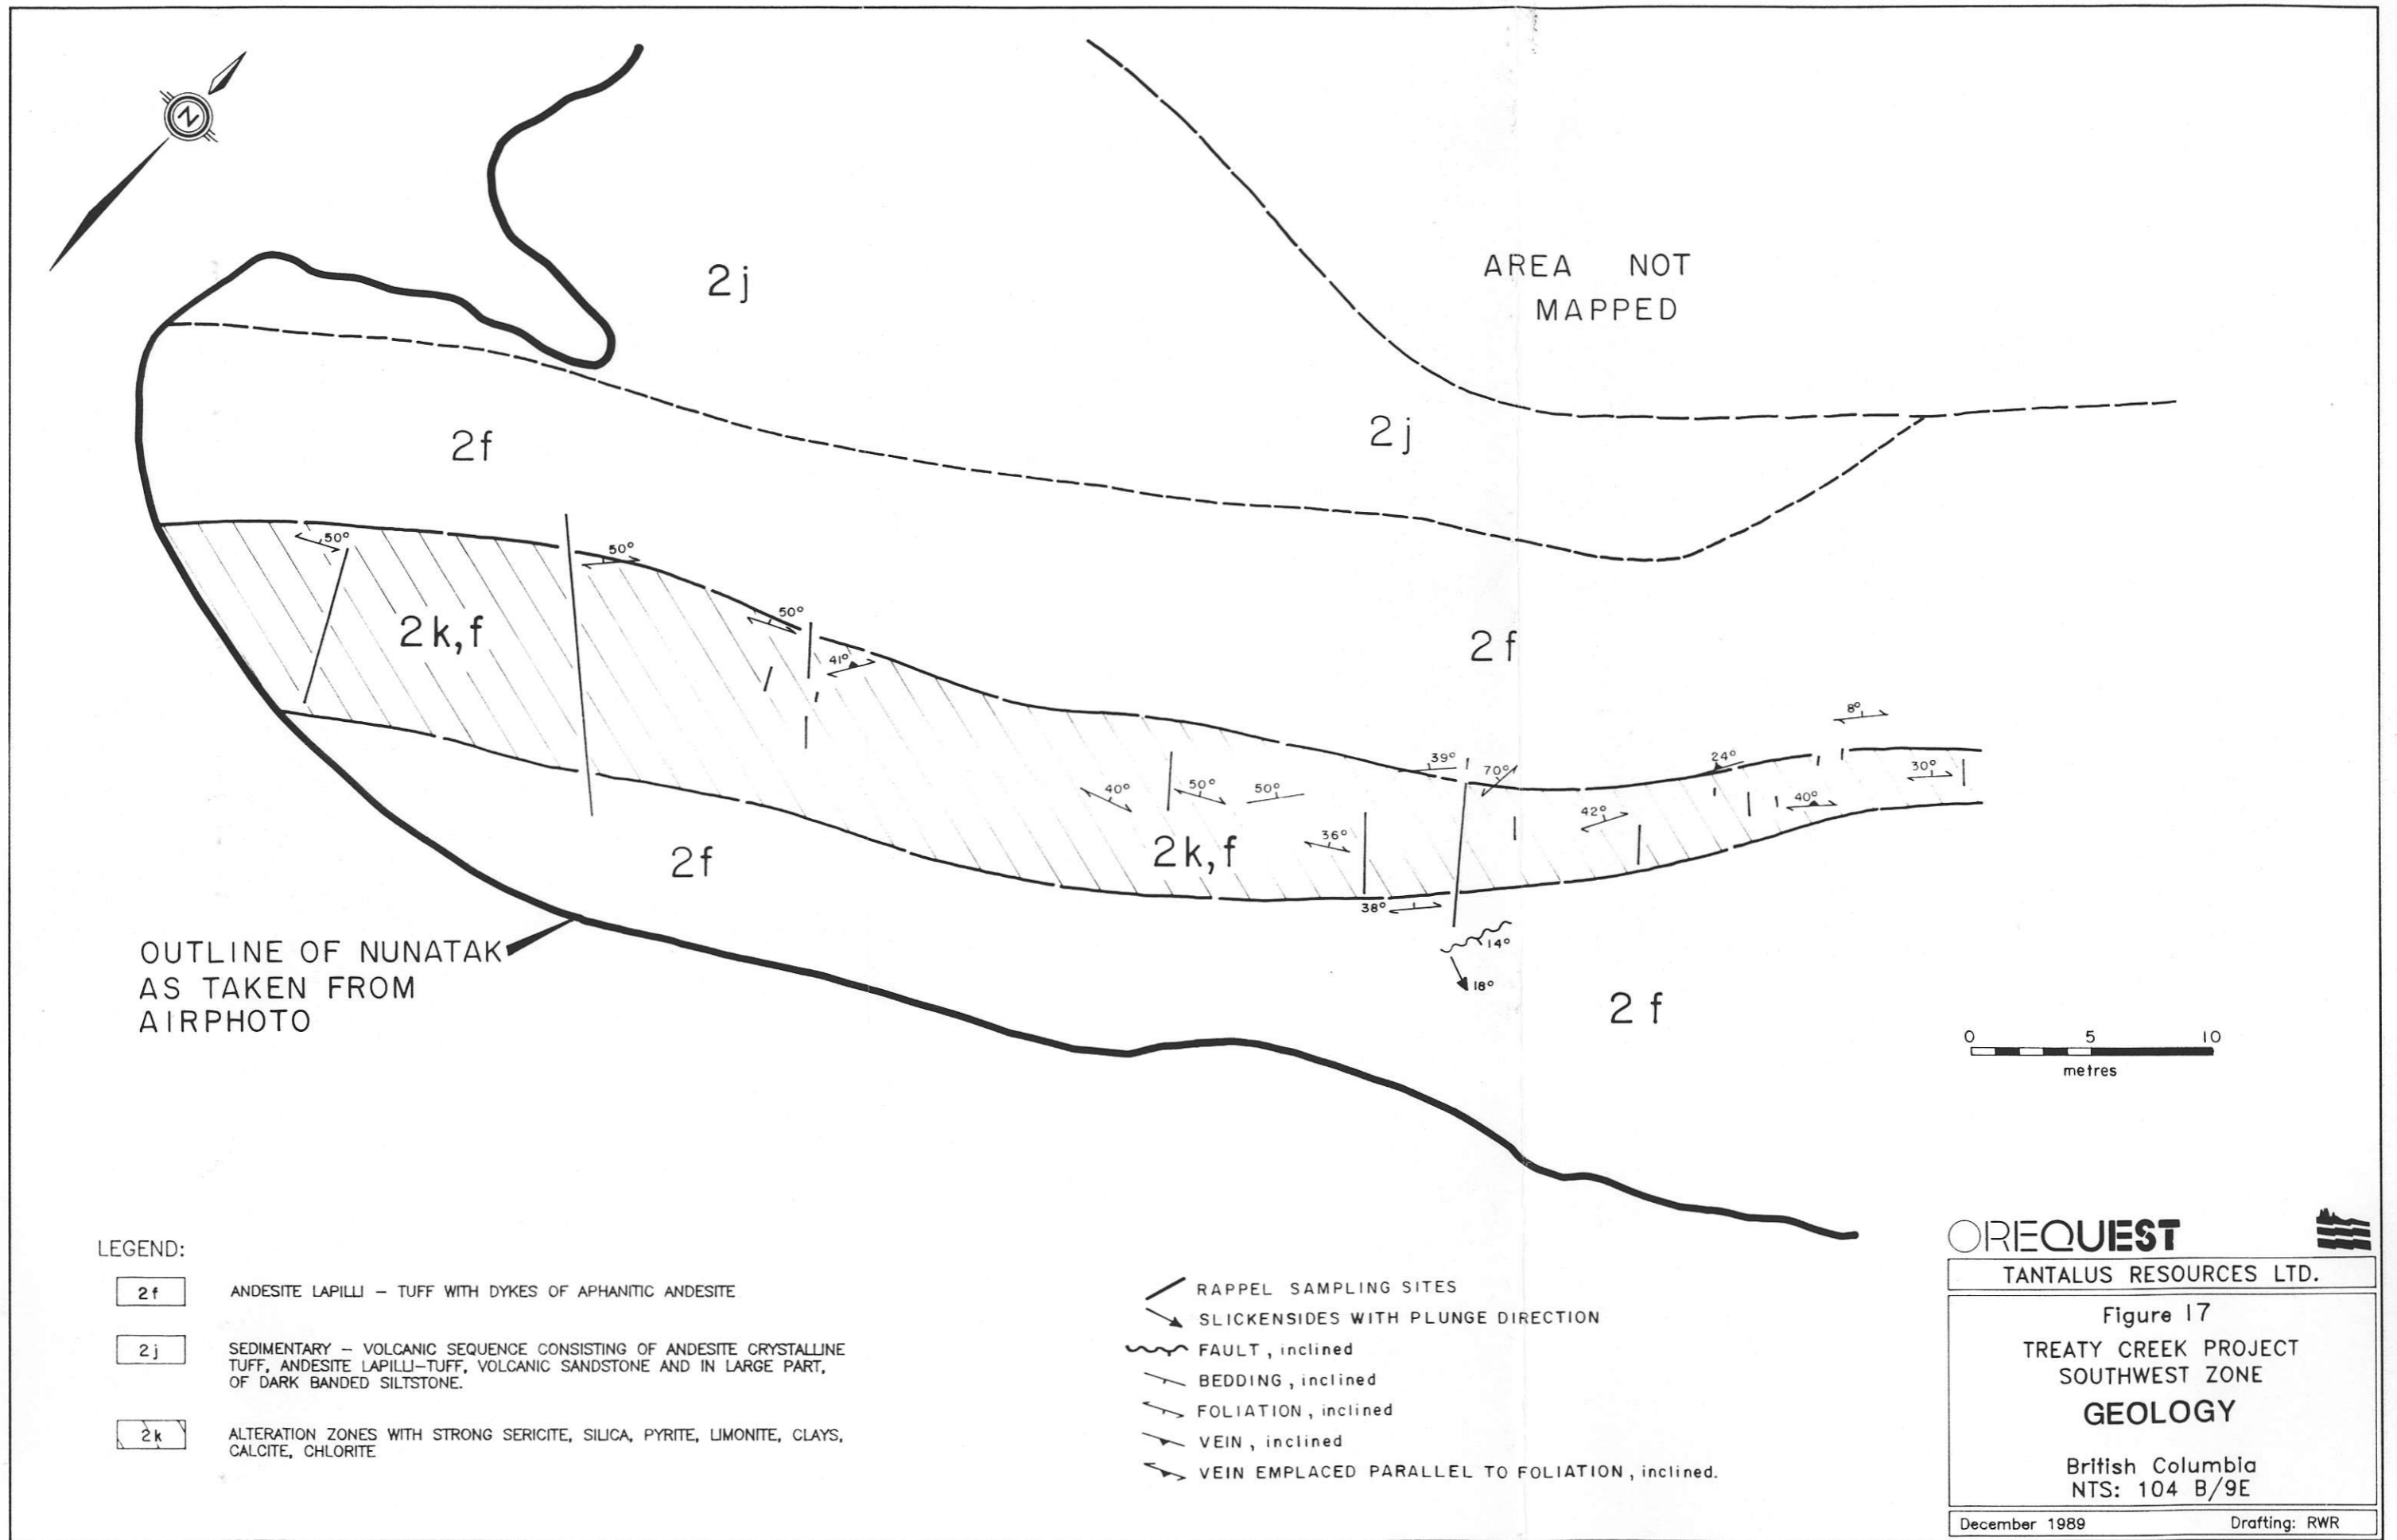 N
2j
AREA NOT
MAPPED
2j
2f
50°
50°
50°
2k,f
41°
2f
8°
39°
70°
24°
30°
40°
50°
50°
42°
40°
36°
2k,f
2f
38°
14°
18°
OUTLINE OF NUNATAK
AS TAKEN FROM
AIRPHOTO
2f
0 5 10
metres
LEGEND:
2f ANDESITE LAPILLI – TUFF WITH DYKES OF APHANITIC ANDESITE
2j SEDIMENTARY – VOLCANIC SEQUENCE CONSISTING OF ANDESITE CRYSTALLINE
TUFF, ANDESITE LAPILLI-TUFF, VOLCANIC SANDSTONE AND IN LARGE PART,
OF DARK BANDED SILTSTONE.
2k ALTERATION ZONES WITH STRONG SERICITE, SILICA, PYRITE, LIMONITE, CLAYS,
CALCITE, CHLORITE
RAPPEL SAMPLING SITES
SLICKENSIDES WITH PLUNGE DIRECTION
FAULT, inclined
BEDDING, inclined
FOLIATION, inclined
VEIN, inclined
VEIN EMPLACED PARALLEL TO FOLIATION, inclined.
OREQUEST
TANTALUS RESOURCES LTD.
Figure 17
TREATY CREEK PROJECT
SOUTHWEST ZONE
GEOLOGY
British Columbia
NTS: 104 B/9E
December 1989 Drafting: RWR